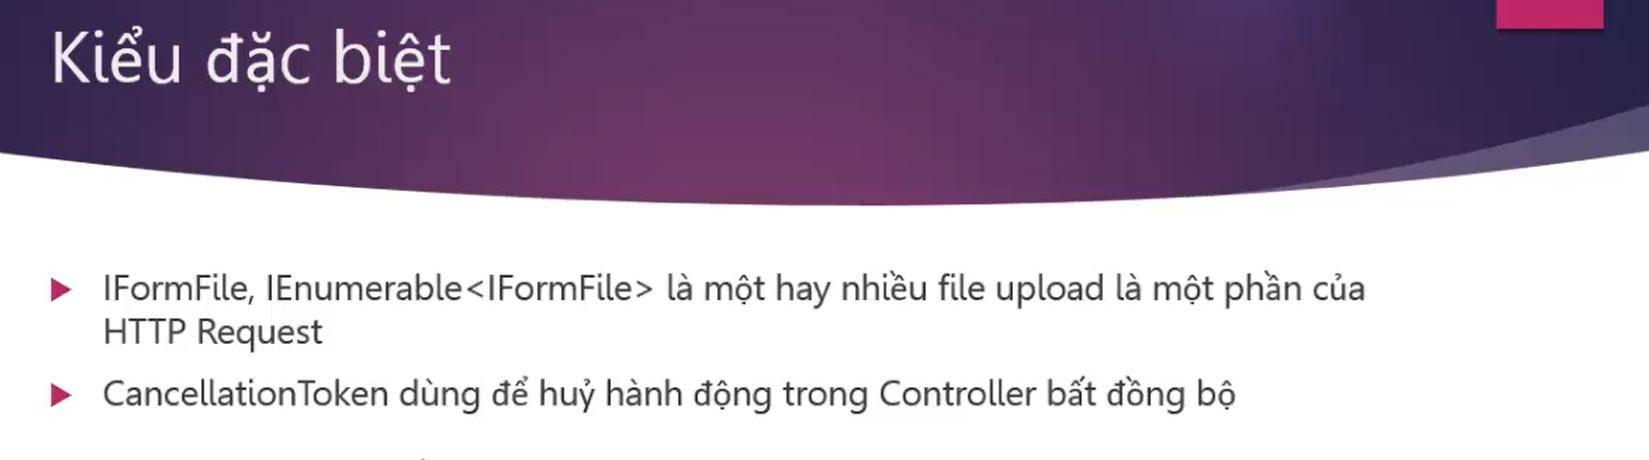 Kiểu đặc biệt
IFormFile, IEnumerable<IFormFile> là một hay nhiều file upload là một phần của
HTTP Request
CancellationToken dùng để huỷ hành động trong Controller bất đồng bộ